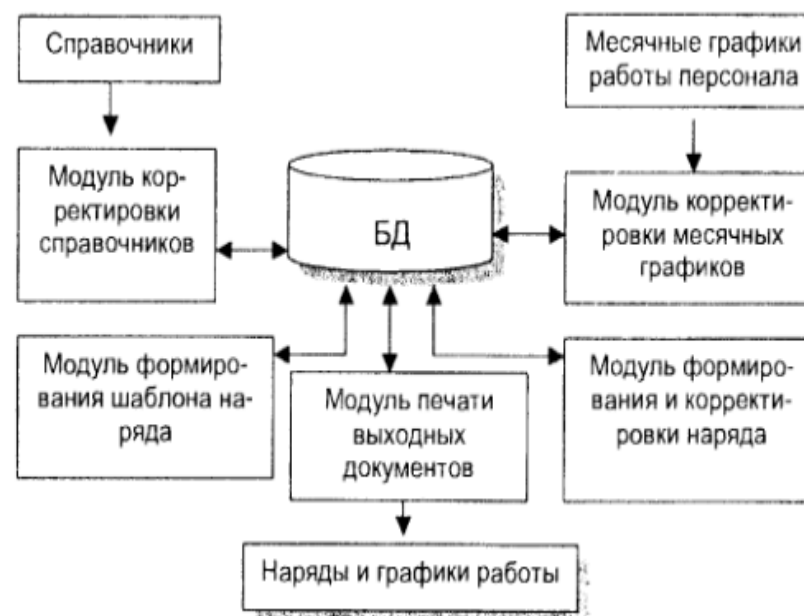 Справочники
Месячные графики
работы персонала
Модуль кор-
ректировки
справочников
БД
Модуль корректи-
ровки месячных
графиков
Модуль формиро-
вания шаблона на-
ряда
Модуль печати
выходных
документов
Модуль формиро-
вания и корректи-
ровки наряда
Наряды и графики работы